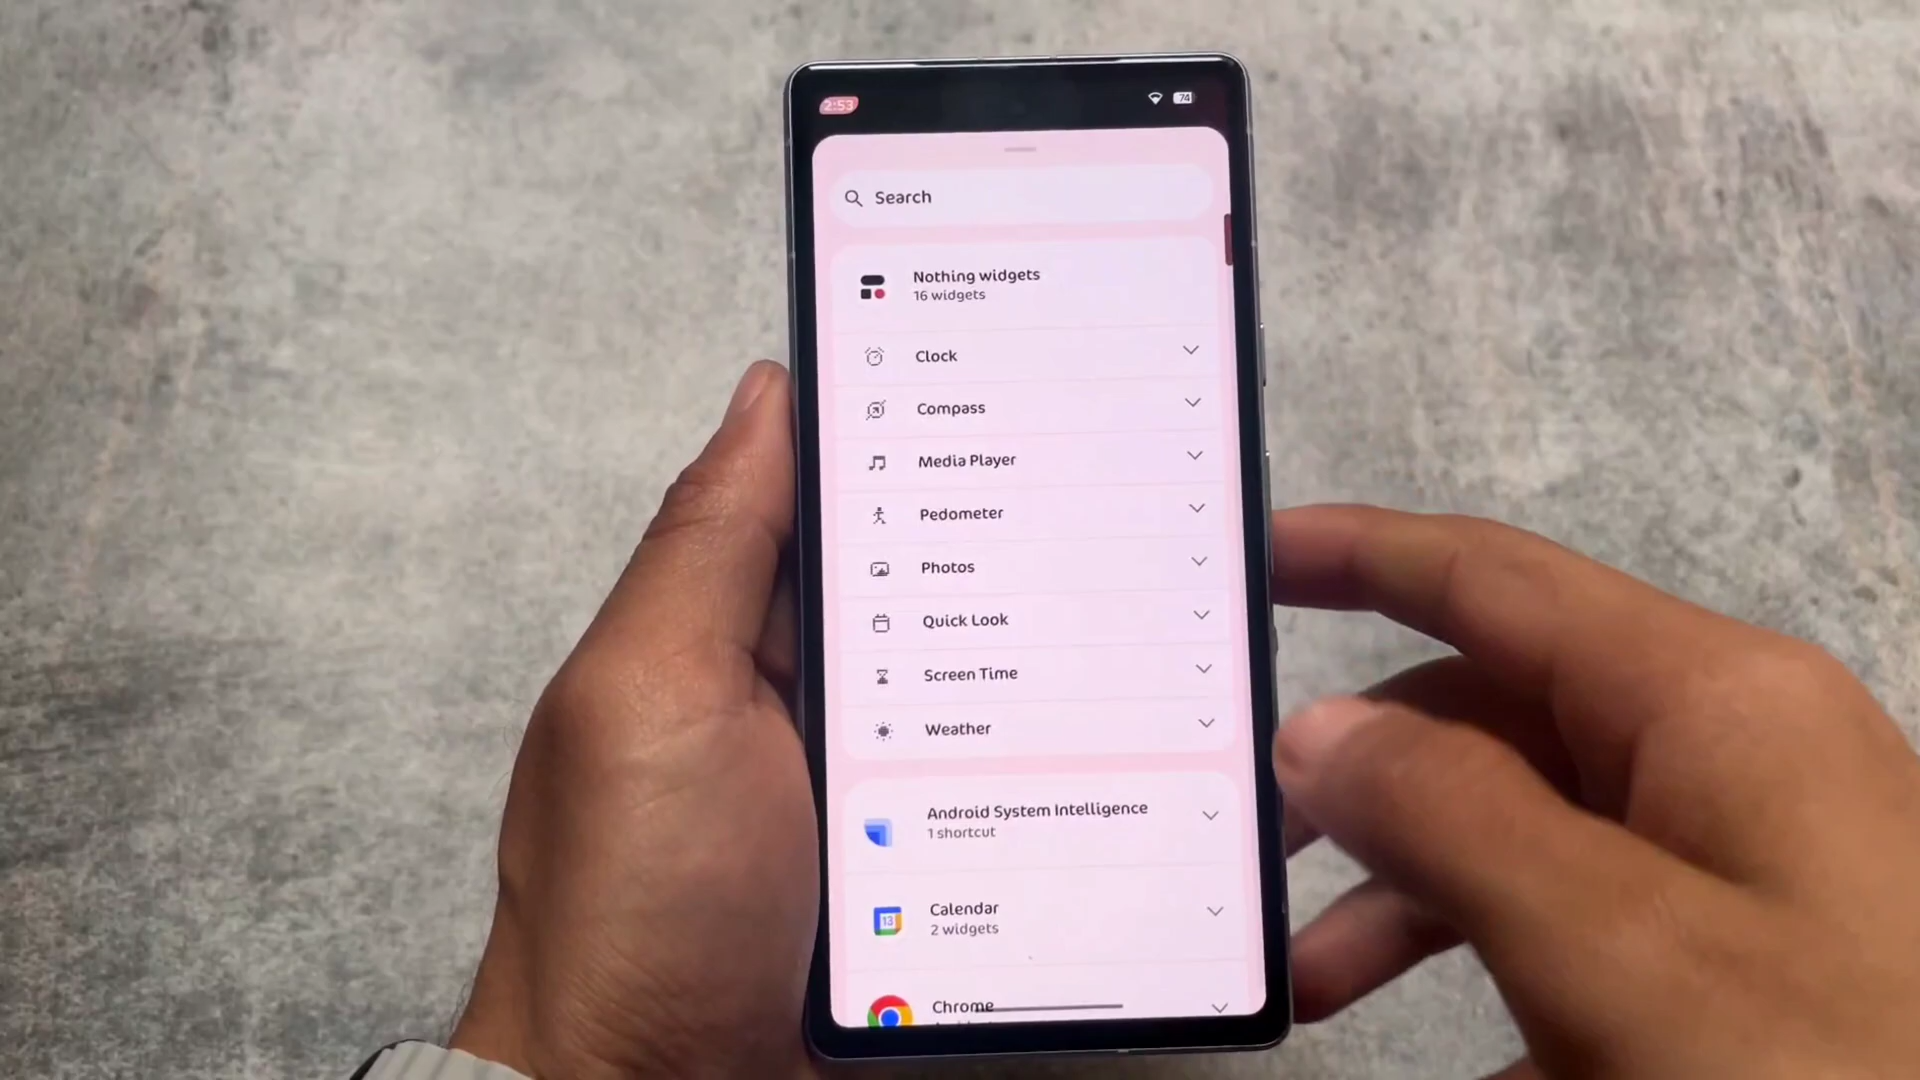 2:53
74
Search
Nothing widgets
16 widgets
Clock
Compass
Media Player
Pedometer
Photos
Quick Look
Screen Time
Weather
Android System Intelligence
1 shortcut
13
Calendar
2 widgets
Chrome